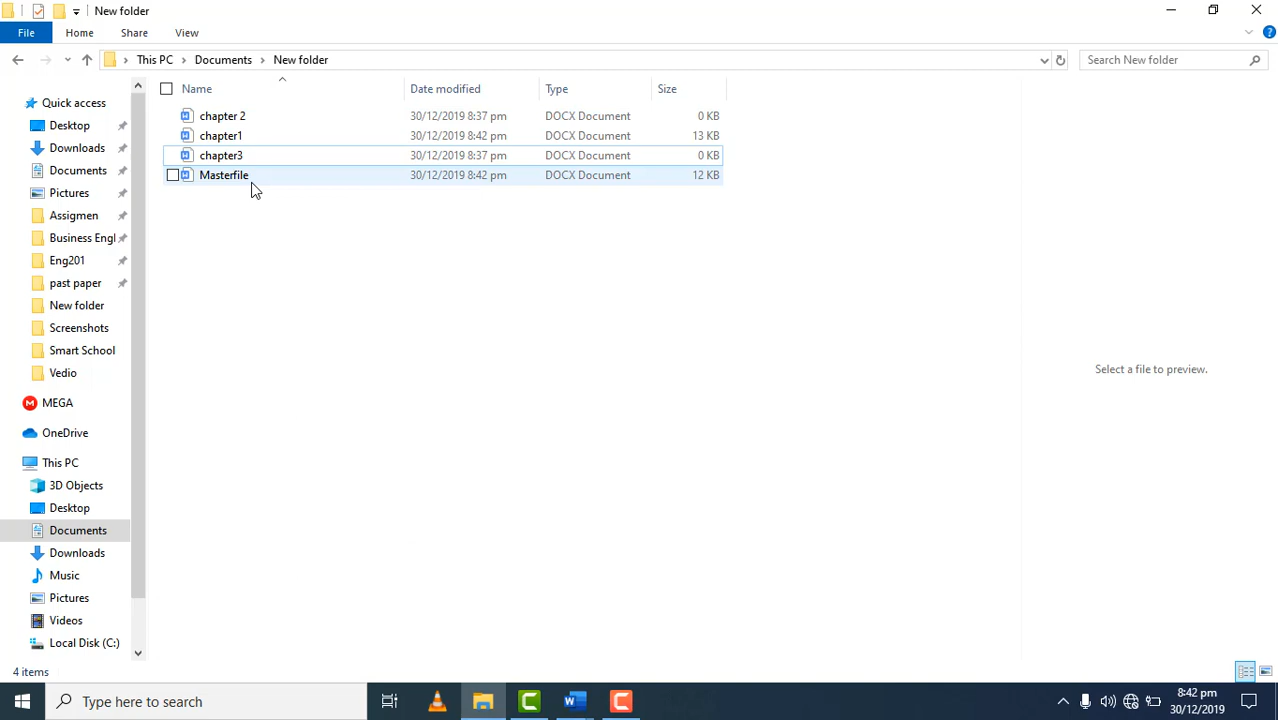 New folder
File Home Share View
This PC Documents New folder Search New folder
Name Date modified Type Size
chapter 2 30/12/2019 8:37 pm DOCX Document 0 KB
chapter1 30/12/2019 8:42 pm DOCX Document 13 KB
chapter3 30/12/2019 8:37 pm DOCX Document 0 KB
Masterfile 30/12/2019 8:42 pm DOCX Document 12 KB
Quick access
Desktop
Downloads
Documents
Pictures
Assigmen
Business Engl
Eng201
past paper
New folder
Screenshots
Smart School
Vedio
MEGA
OneDrive
This PC
3D Objects
Desktop
Documents
Downloads
Music
Pictures
Videos
Local Disk (C:)
Select a file to preview.
4 items
Type here to search
8:42 pm
30/12/2019